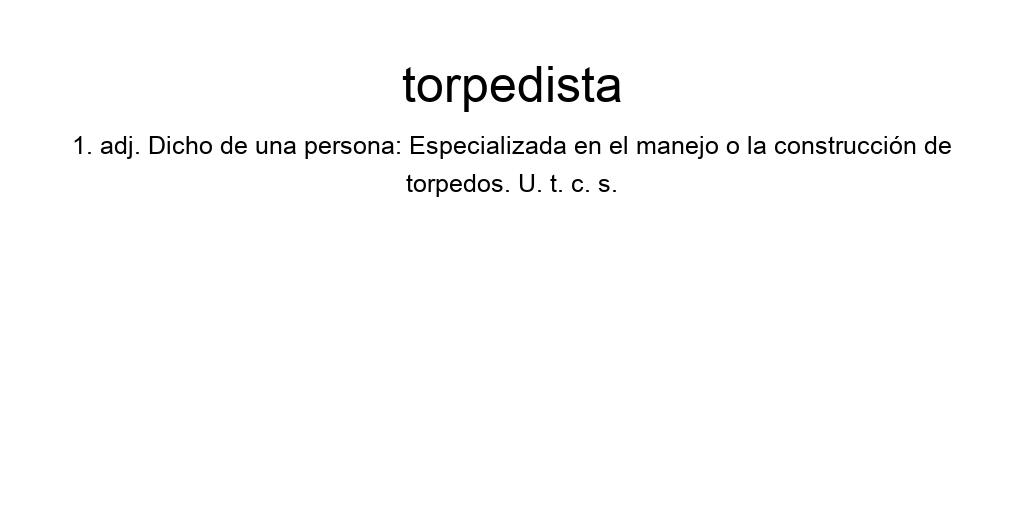 torpedista
1. adj. Dicho de una persona: Especializada en el manejo o la construcción de
torpedos. U. t. c. s.